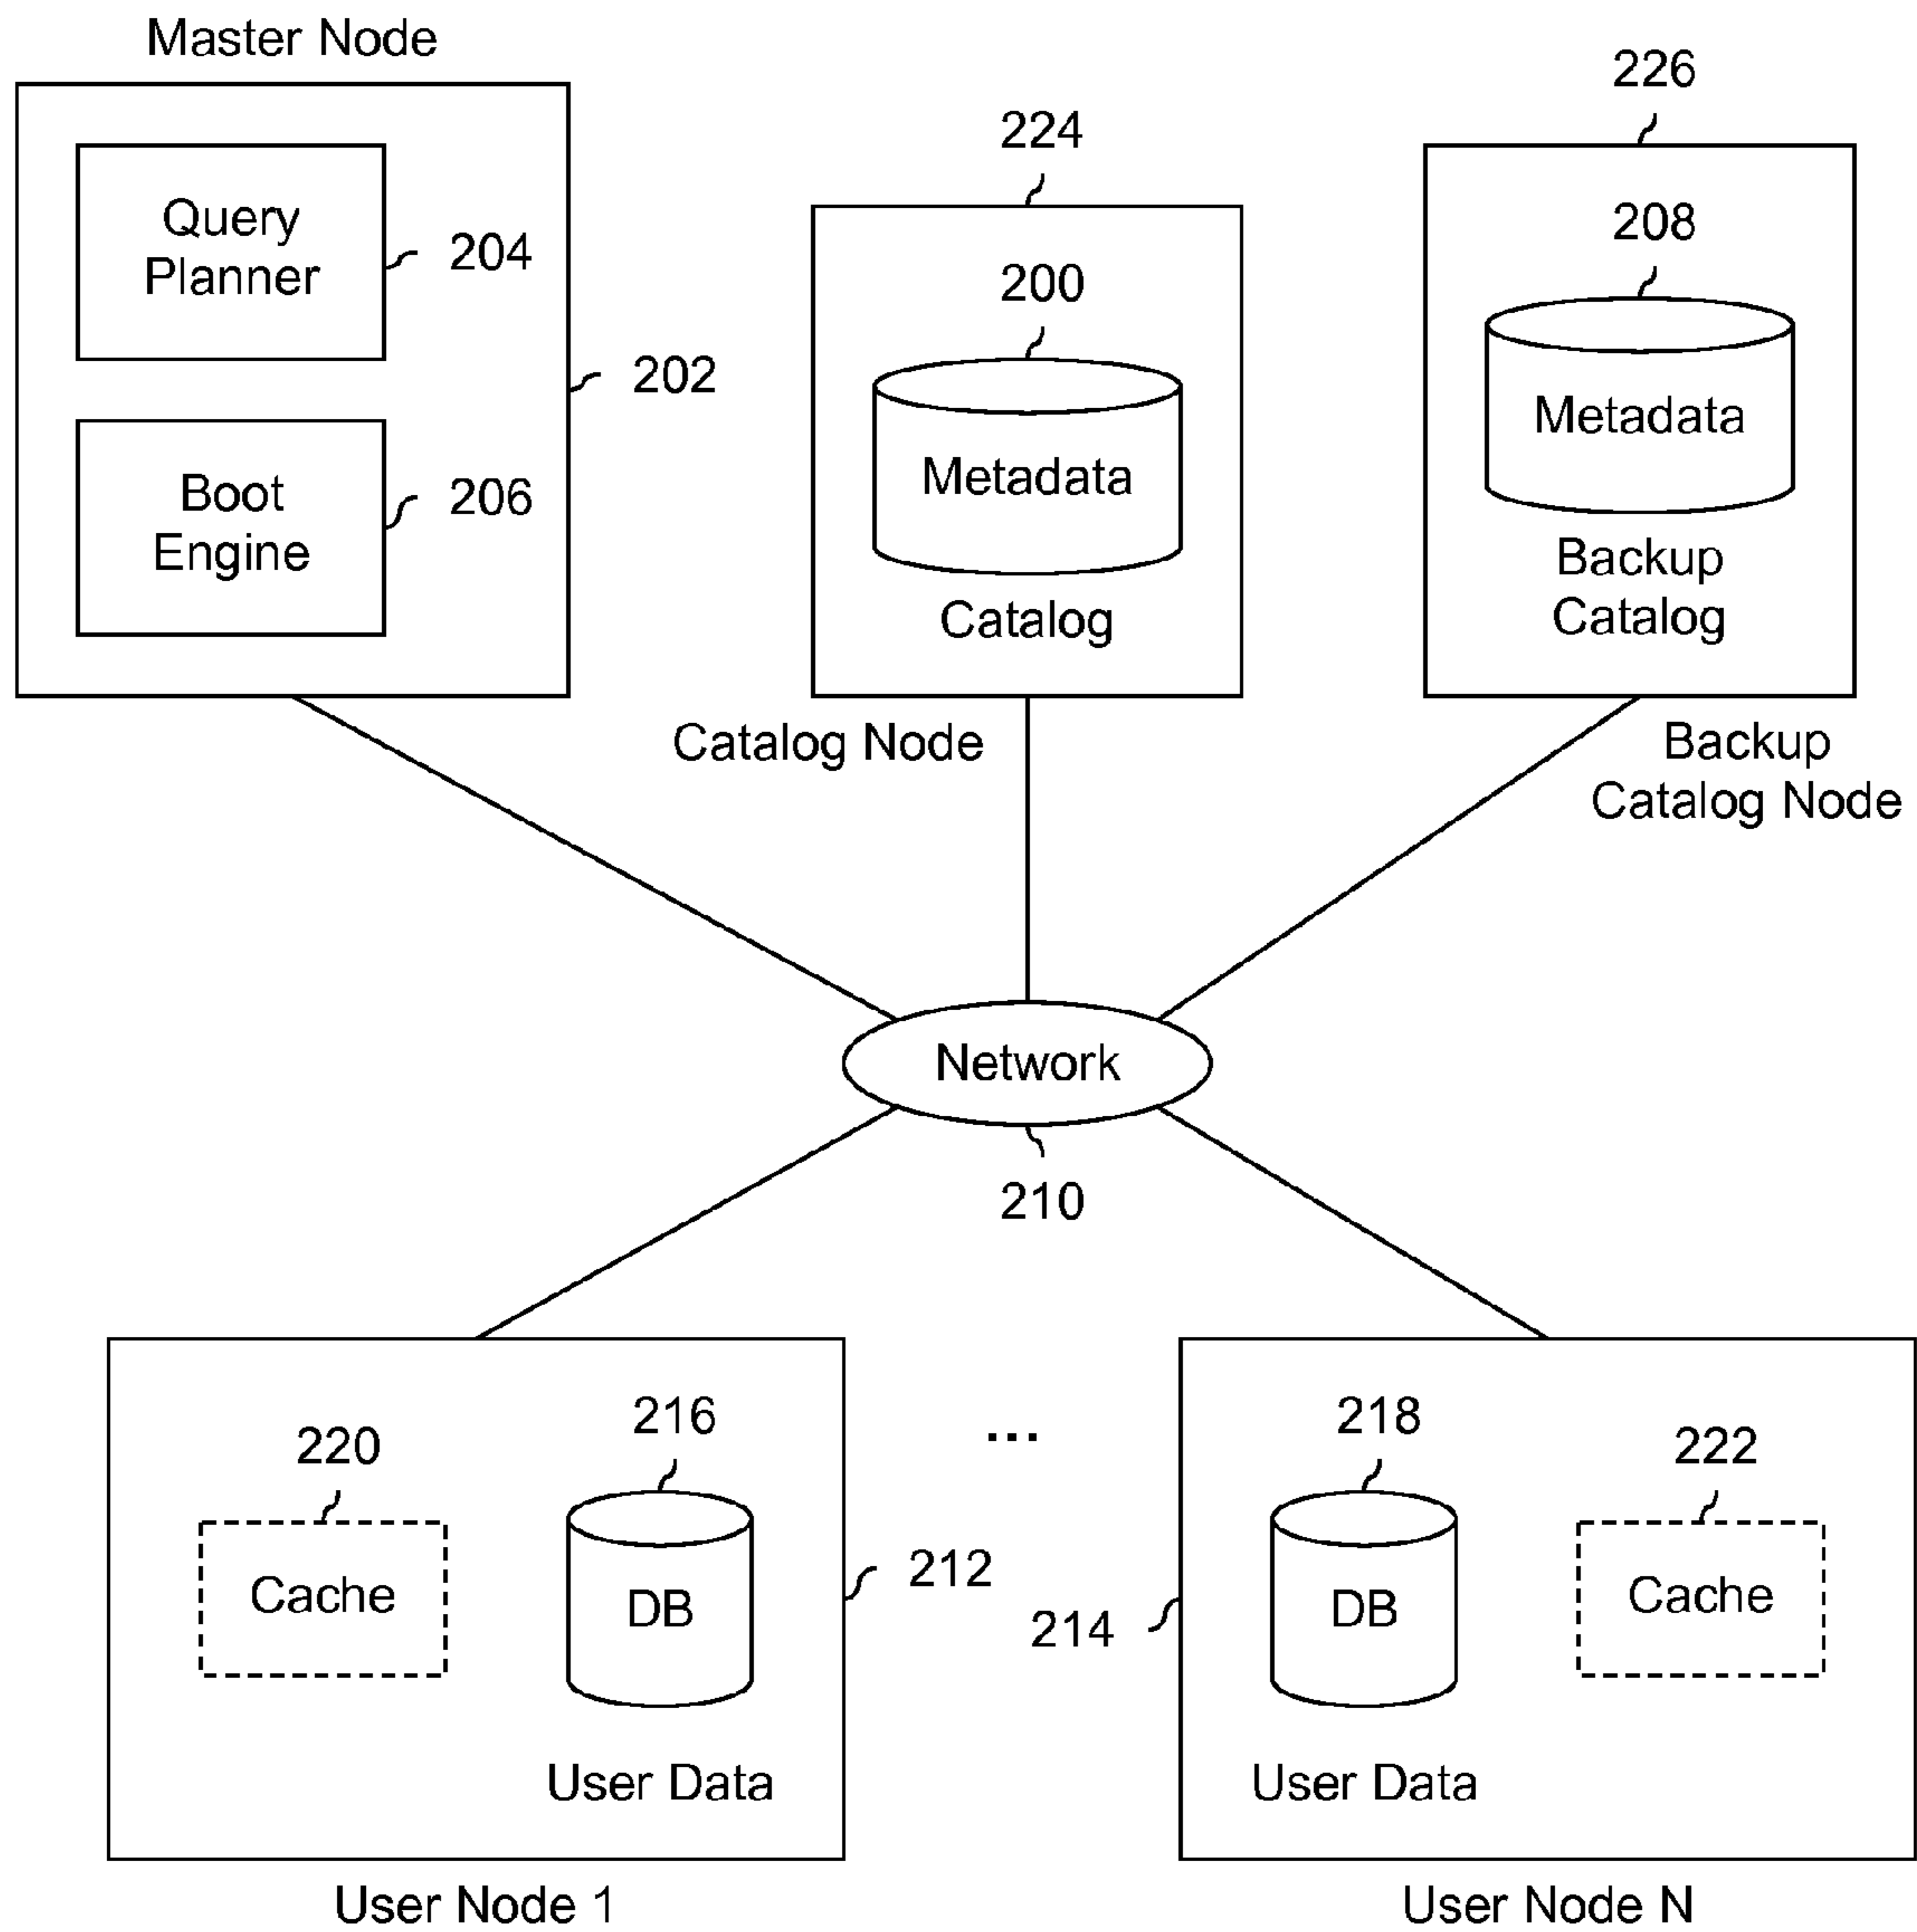 Master Node
226
224
Query
Planner
204
208
200
202
Metadata
Metadata
Boot
Engine
206
Backup
Catalog
Catalog
Catalog Node
Backup
Catalog Node
Network
210
216
...
218
220
222
212
Cache
DB
DB
Cache
214
User Data
User Data
User Node 1
User Node N